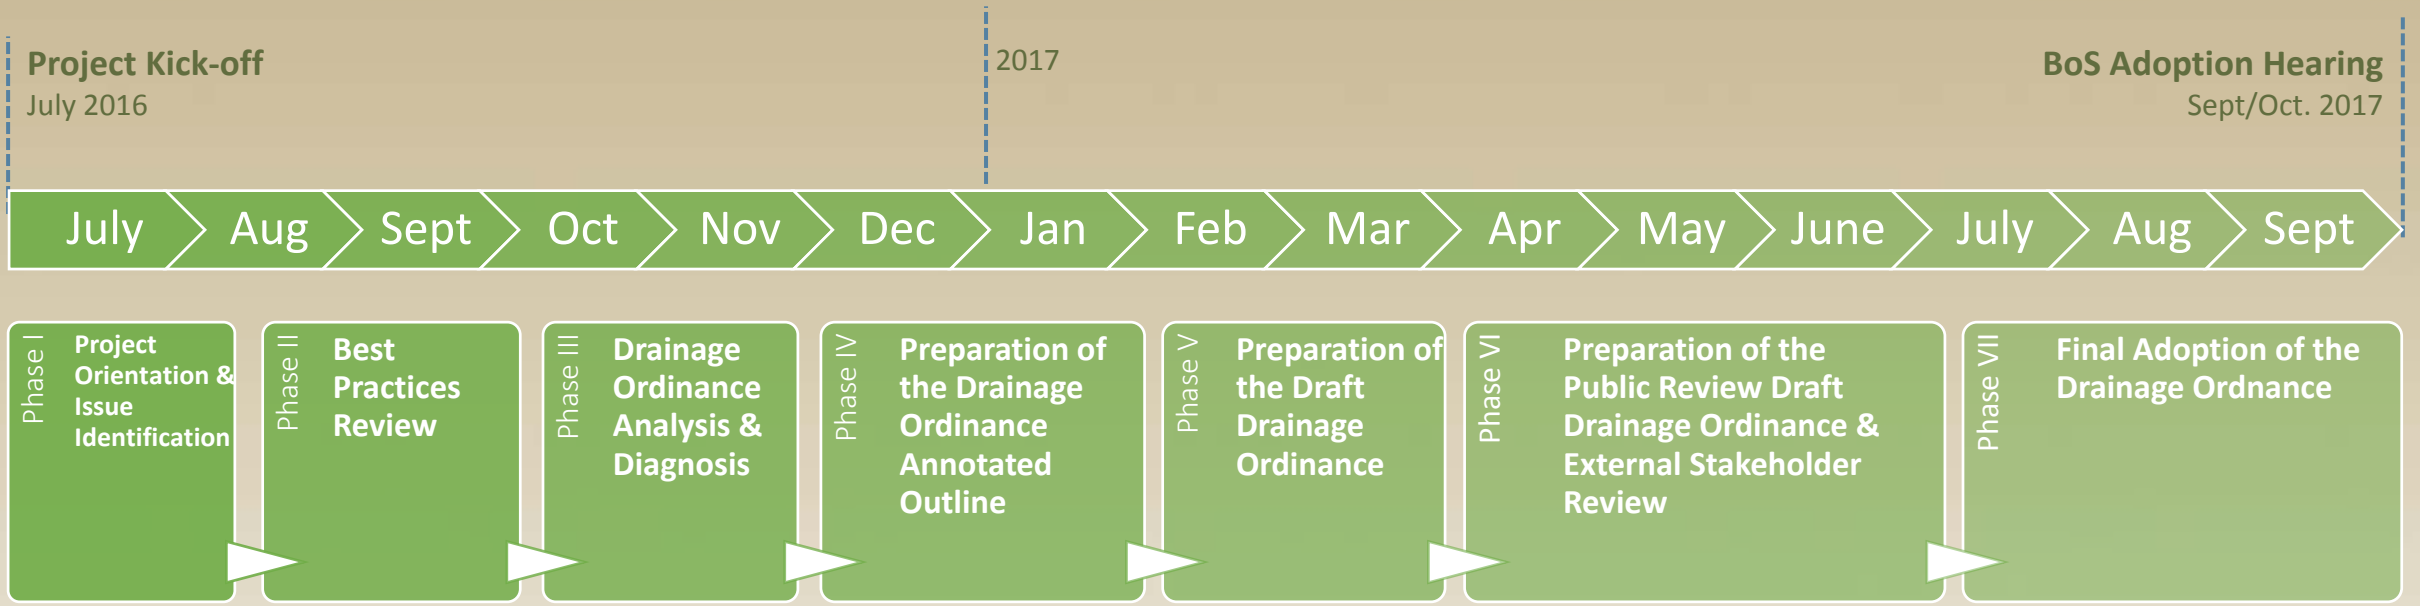 Project Kick-off
July 2016
2017
BoS Adoption Hearing
Sept/Oct. 2017
July
Aug
Sept
Oct
Nov
Dec
Jan
Feb
Mar
Apr
May
June
July
Aug
Sept
Phase I
Project
Orientation &
Issue
Identification
Phase II
Best
Practices
Review
Phase III
Drainage
Ordinance
Analysis &
Diagnosis
Phase IV
Preparation of
the Drainage
Ordinance
Annotated
Outline
Phase V
Preparation of
the Draft
Drainage
Ordinance
Phase VI
Preparation of the
Public Review Draft
Drainage Ordinance &
External Stakeholder
Review
Phase VII
Final Adoption of the
Drainage Ordnance